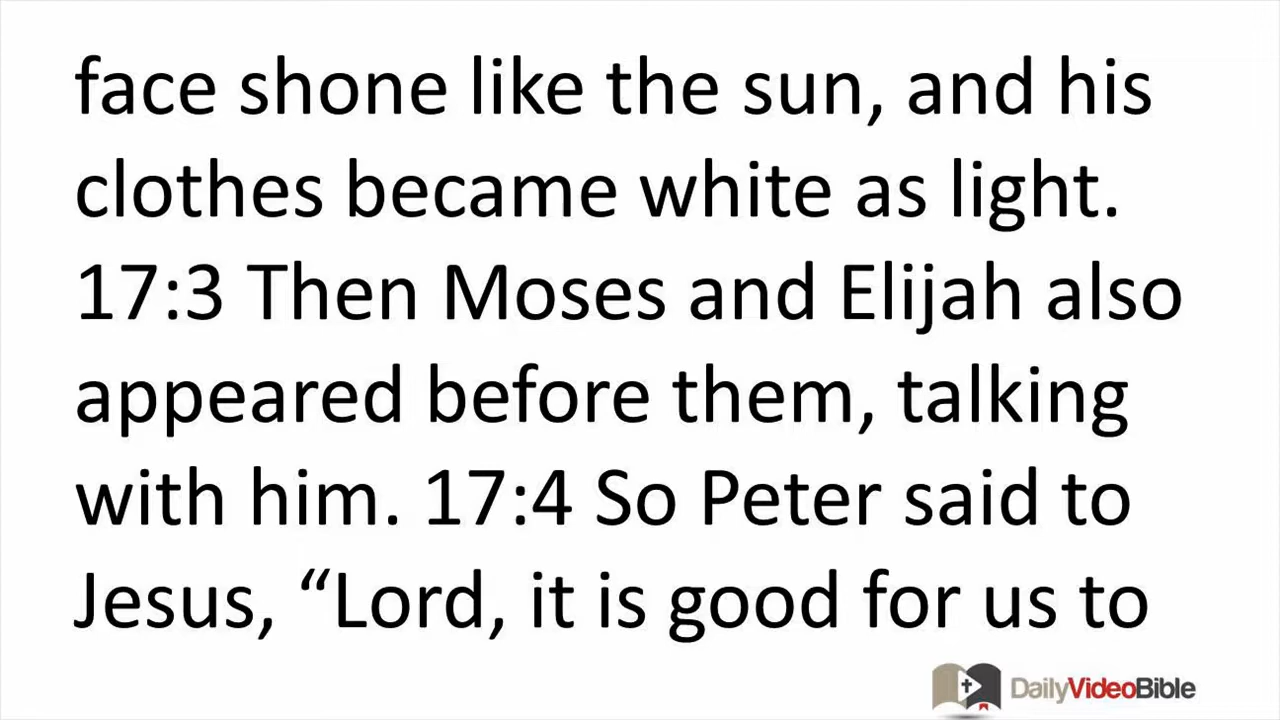 face shone like the sun, and his
clothes became white as light.
17:3 Then Moses and Elijah also
appeared before them, talking
with him. 17:4 So Peter said to
Jesus, “Lord, it is good for us to
DailyVideoBible